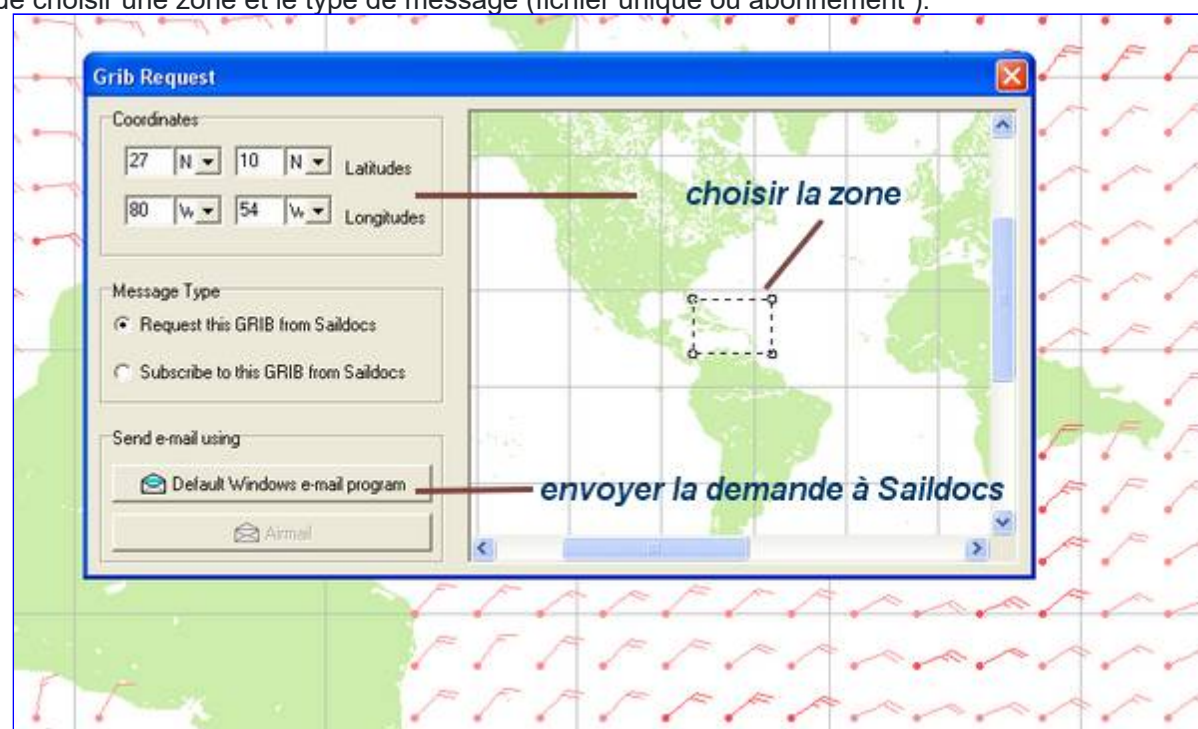 de choisir une zone et le type de message (fichier unique ou abonnement ).
Grib Request
Coordinates
27 N 10 N Latitudes
80 W 54 W Longitudes
choisir la zone
Message Type
Request this GRIB from Saildocs
Subscribe to this GRIB from Saildocs
Send e-mail using
Default Windows e-mail program
envoyer la demande à Saildocs
Airmail